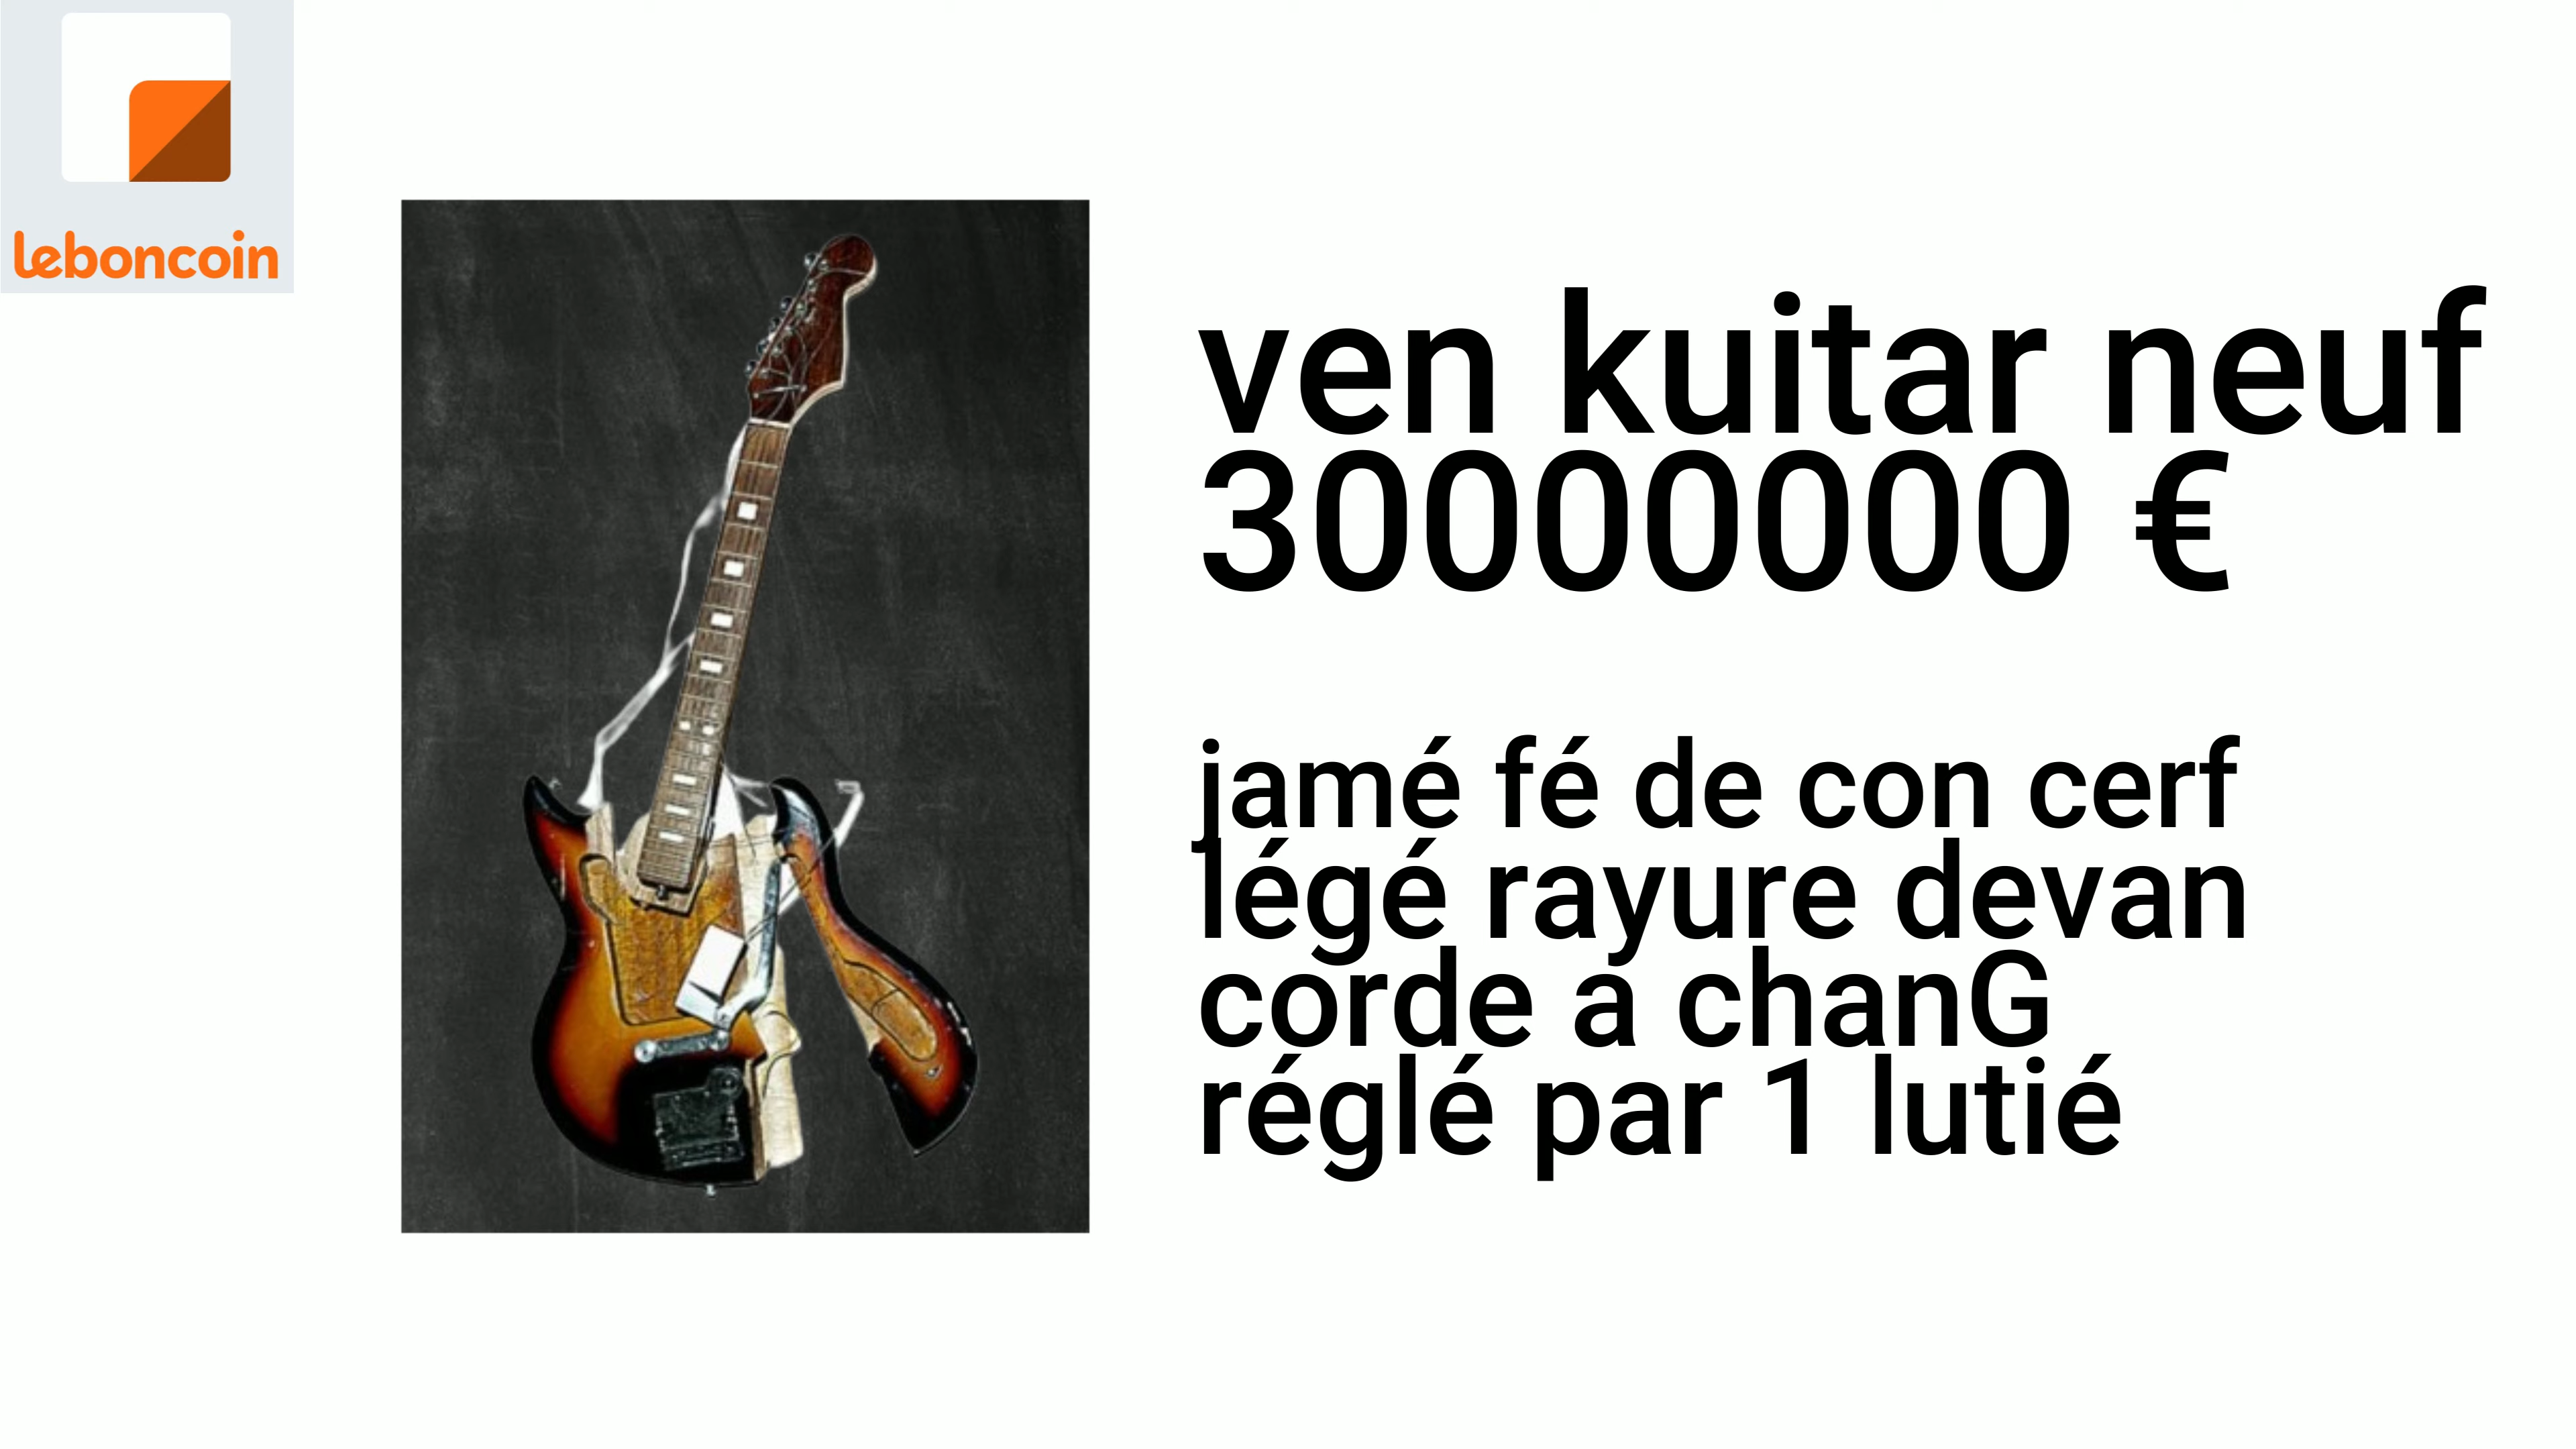 leboncoin
ven kuitar neuf
30000000 €
jamé fé de con cerf
légé rayure devan
corde a chanG
réglé par 1 lutié